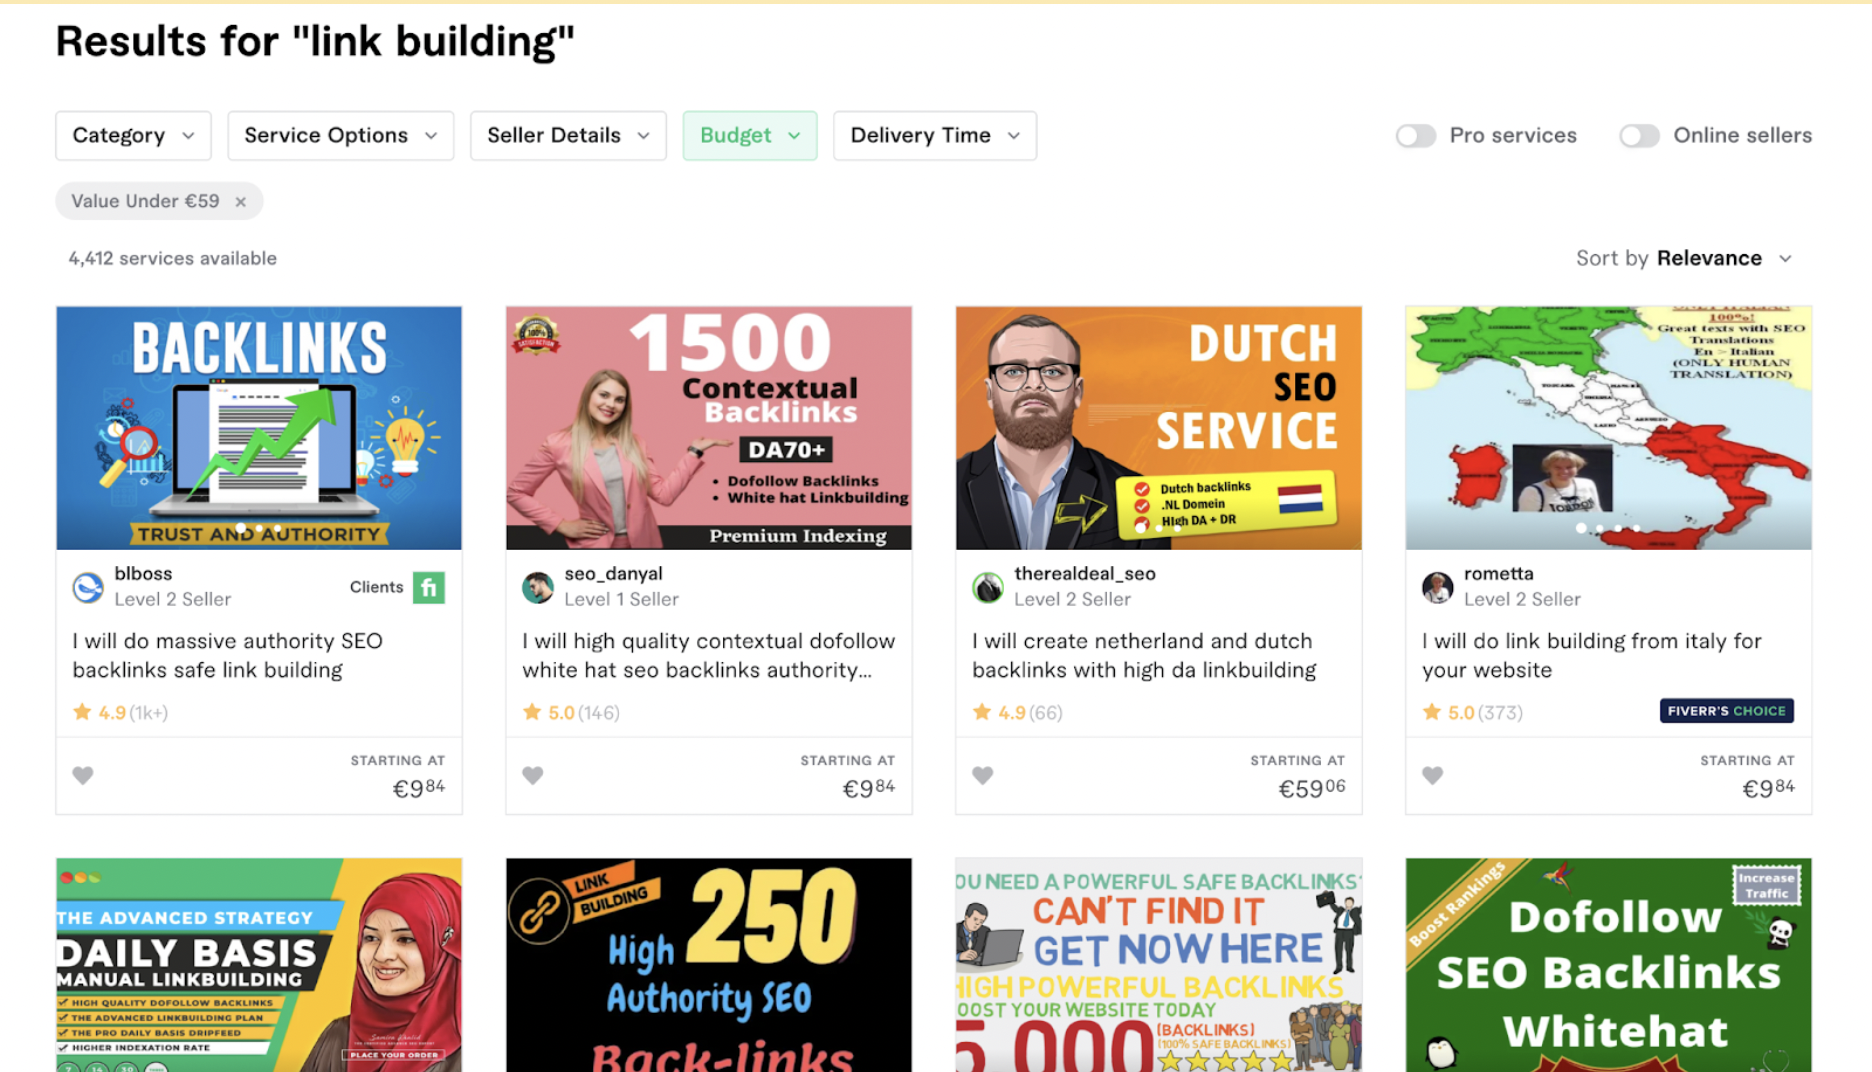 Results for "link building"
Category
Service Options
Seller Details
Budget
Delivery Time
Pro services
Online sellers
Value Under €59 ×
4,412 services available
Sort by Relevance
BACKLINKS
TRUST AND AUTHORITY
blboss
Level 2 Seller
Clients
fi
I will do massive authority SEO
backlinks safe link building
4.9 (1k+)
STARTING AT
€9 84
100%
SATISFACTION
1500
Contextual
Backlinks
DA70+
• Dofollow Backlinks
• White hat Linkbuilding
Premium Indexing
seo_danyal
Level 1 Seller
I will high quality contextual dofollow
white hat seo backlinks authority...
5.0 (146)
STARTING AT
€9 84
DUTCH
SEO
SERVICE
Dutch backlinks
.NL Domein
High DA + DR
therealdeal_seo
Level 2 Seller
I will create netherland and dutch
backlinks with high da linkbuilding
4.9 (66)
STARTING AT
€59 06
100%!
Great texts with SEO
Translations
En > Italian
(ONLY HUMAN
TRANSLATION)
rometta
Level 2 Seller
I will do link building from italy for
your website
5.0 (373)
FIVERR'S CHOICE
STARTING AT
€9 84
THE ADVANCED STRATEGY
DAILY BASIS
MANUAL LINKBUILDING
HIGH QUALITY DOFOLLOW BACKLINKS
THE ADVANCED LINKBUILDING PLAN
THE PRO DAILY BASIS DRIPFEED
HIGHER INDEXATION RATE
PLACE YOUR ORDER
LINK
BUILDING
250
High
Authority SEO
Back-links
OU NEED A POWERFUL SAFE BACKLINKS
CAN'T FIND IT
GET NOW HERE
HIGH POWERFUL BACKLINKS
OOST YOUR WEBSITE TODAY
5,000
(BACKLINKS)
(100% SAFE BACKLINKS)
Boost Rankings
Increase
Traffic
Dofollow
SEO Backlinks
Whitehat